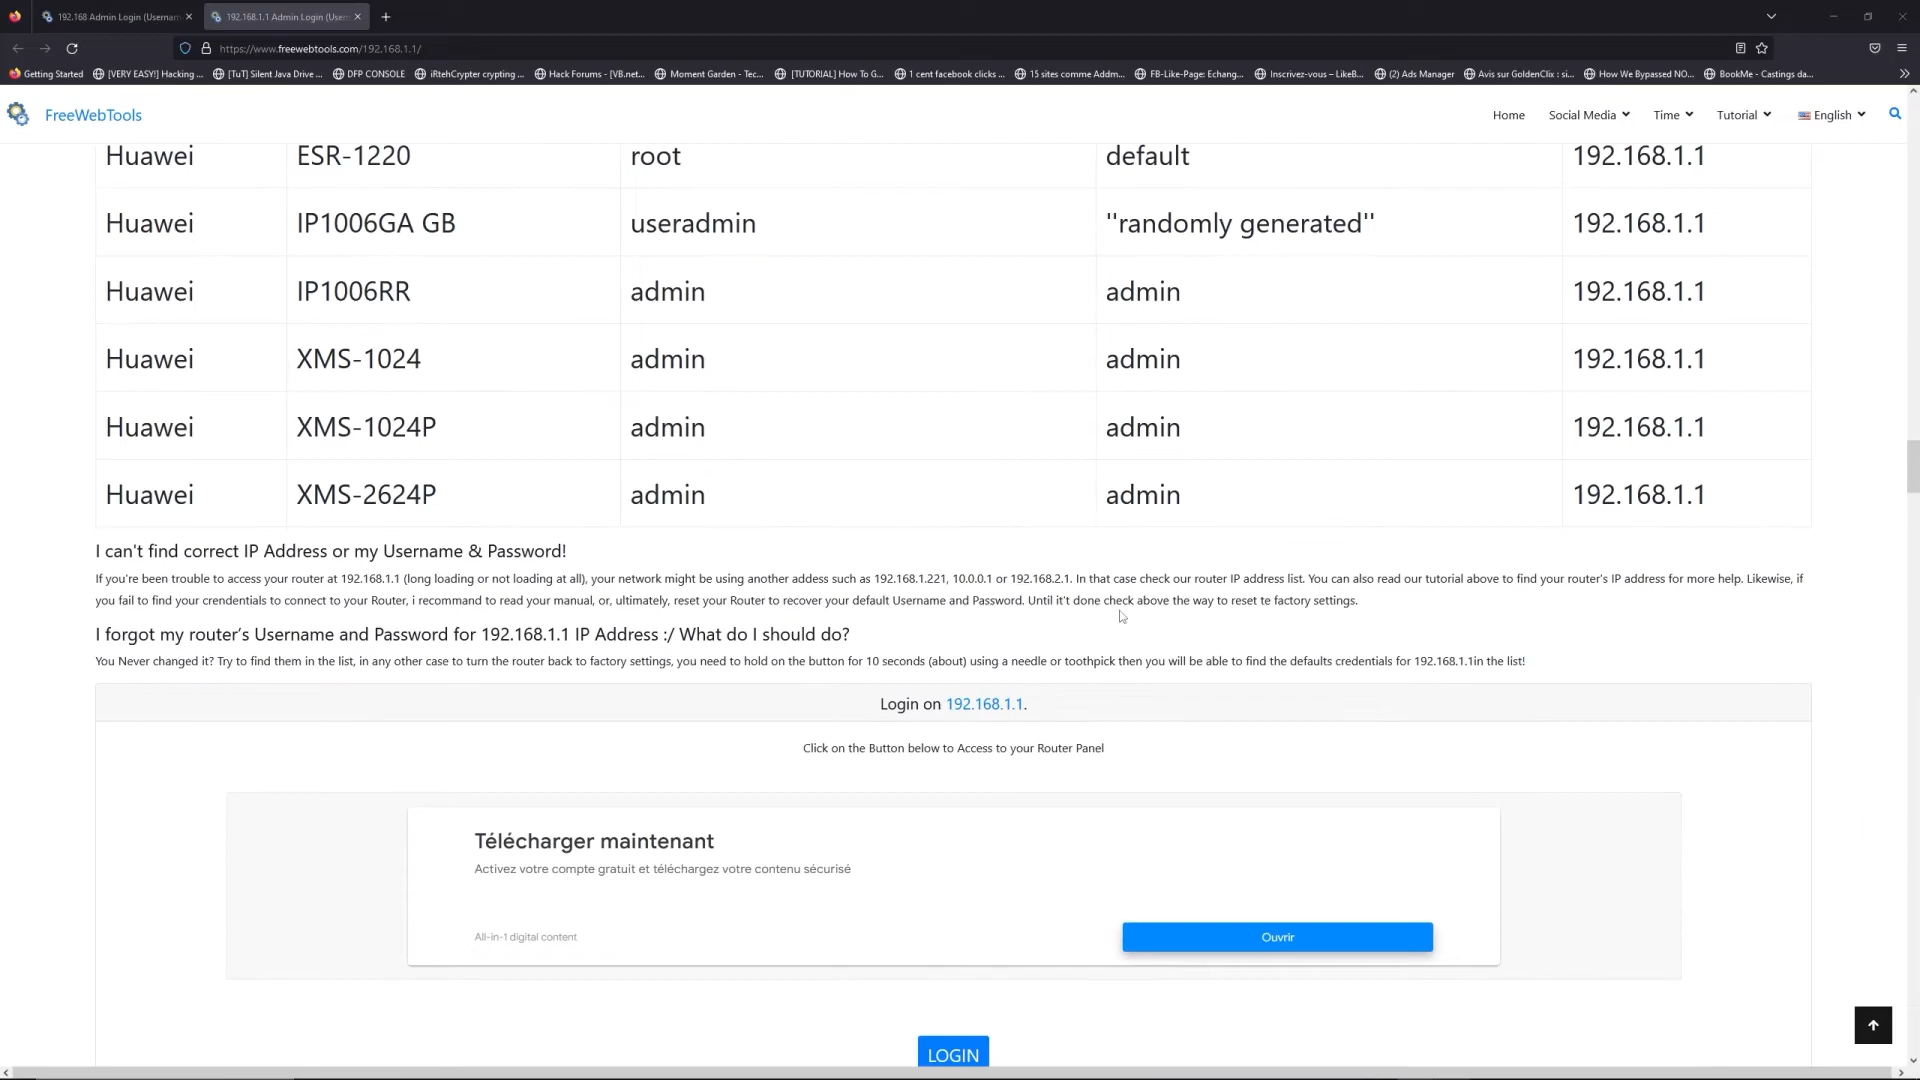 192.168 Admin Login (Usernam
192.168.1.1 Admin Login (User
https://www.freewebtools.com/192.168.1.1/
Getting Started
[VERY EASY!] Hacking ...
[TuT] Silent Java Drive ...
DFP CONSOLE
iRtehCrypter crypting ...
Hack Forums - [VB.net...
Moment Garden - Tec...
[TUTORIAL] How To G...
1 cent facebook clicks ...
15 sites comme Addm...
FB-Like-Page: Echang...
Inscrivez-vous – LikeB...
(2) Ads Manager
Avis sur GoldenClix : si...
How We Bypassed NO...
BookMe - Castings da...
FreeWebTools
Home
Social Media
Time
Tutorial
English
Huawei ESR-1220 root default 192.168.1.1
Huawei IP1006GA GB useradmin ''randomly generated'' 192.168.1.1
Huawei IP1006RR admin admin 192.168.1.1
Huawei XMS-1024 admin admin 192.168.1.1
Huawei XMS-1024P admin admin 192.168.1.1
Huawei XMS-2624P admin admin 192.168.1.1
I can't find correct IP Address or my Username & Password!
If you're been trouble to access your router at 192.168.1.1 (long loading or not loading at all), your network might be using another addess such as 192.168.1.221, 10.0.0.1 or 192.168.2.1. In that case check our router IP address list. You can also read our tutorial above to find your router's IP address for more help. Likewise, if
you fail to find your crendentials to connect to your Router, i recommand to read your manual, or, ultimately, reset your Router to recover your default Username and Password. Until it't done check above the way to reset te factory settings.
I forgot my router’s Username and Password for 192.168.1.1 IP Address :/ What do I should do?
You Never changed it? Try to find them in the list, in any other case to turn the router back to factory settings, you need to hold on the button for 10 seconds (about) using a needle or toothpick then you will be able to find the defaults credentials for 192.168.1.1in the list!
Login on 192.168.1.1.
Click on the Button below to Access to your Router Panel
Télécharger maintenant
Activez votre compte gratuit et téléchargez votre contenu sécurisé
All-in-1 digital content
Ouvrir
LOGIN